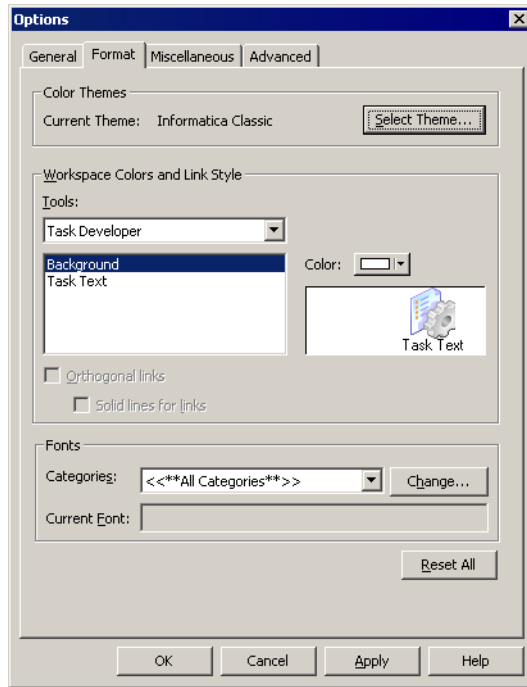 Options
General Format Miscellaneous Advanced
Color Themes
Current Theme: Informatica Classic Select Theme...
Workspace Colors and Link Style
Tools:
Task Developer
Background
Task Text
Color:
Task Text
Orthogonal links
Solid lines for links
Fonts
Categories: <<**All Categories**>> Change...
Current Font:
Reset All
OK Cancel Apply Help